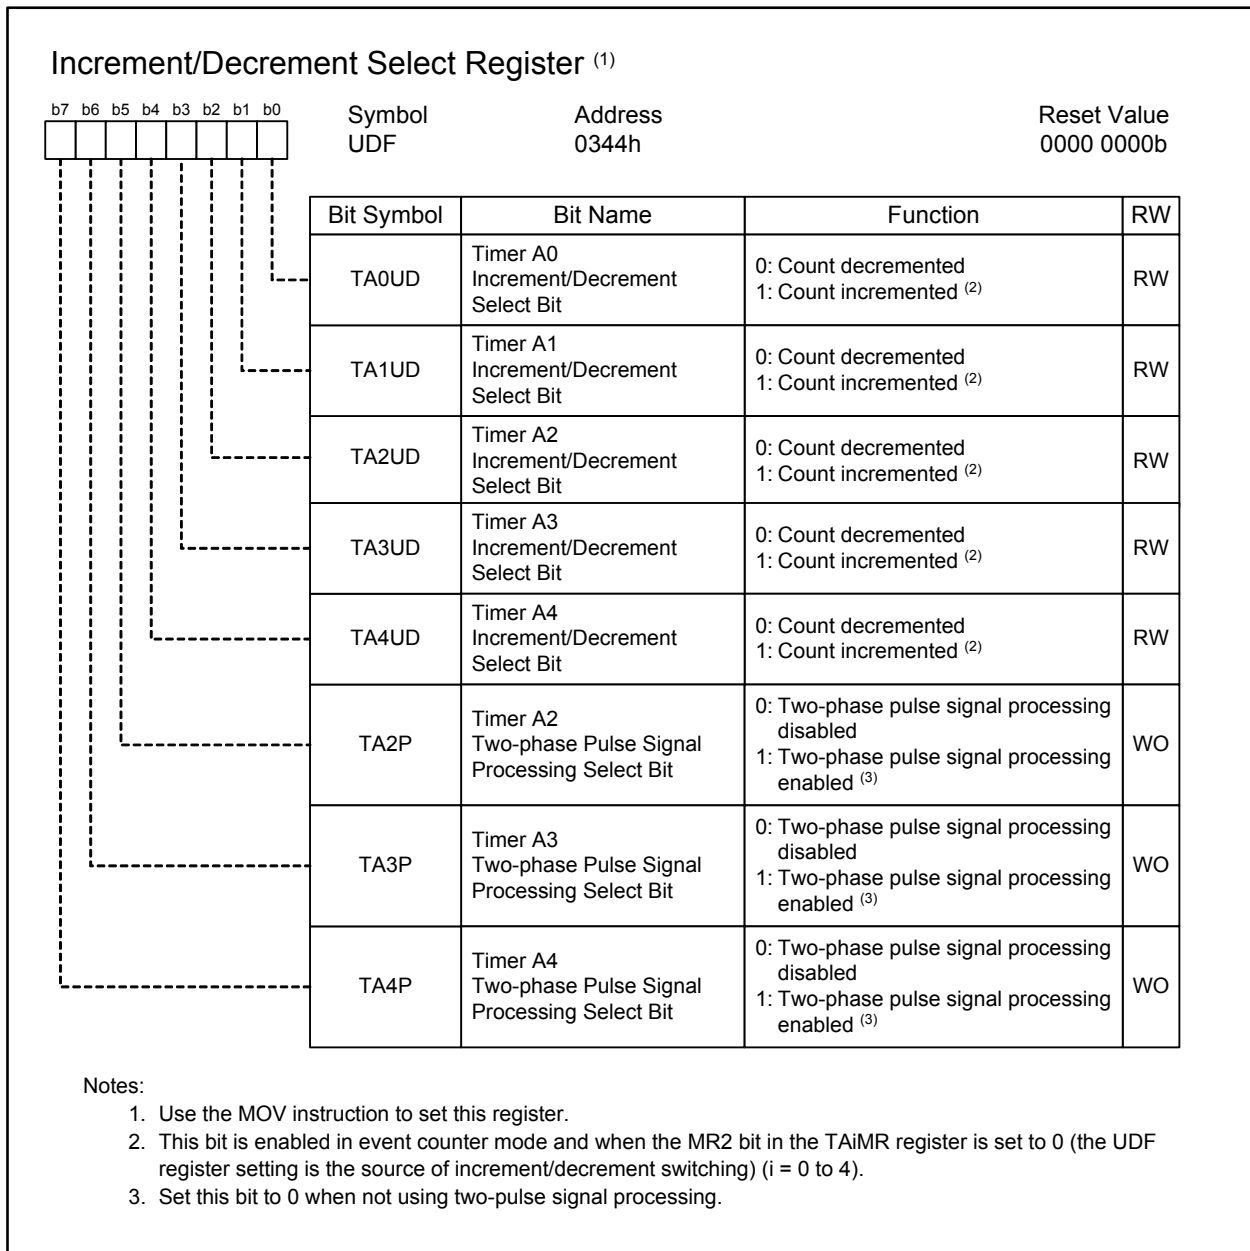 Increment/Decrement Select Register (1)
b7 b6 b5 b4 b3 b2 b1 b0
Symbol Address Reset Value
UDF 0344h 0000 0000b
Bit Symbol Bit Name Function RW
TA0UD
Timer A0
Increment/Decrement
Select Bit
0: Count decremented
1: Count incremented (2)
RW
TA1UD
Timer A1
Increment/Decrement
Select Bit
0: Count decremented
1: Count incremented (2)
RW
TA2UD
Timer A2
Increment/Decrement
Select Bit
0: Count decremented
1: Count incremented (2)
RW
TA3UD
Timer A3
Increment/Decrement
Select Bit
0: Count decremented
1: Count incremented (2)
RW
TA4UD
Timer A4
Increment/Decrement
Select Bit
0: Count decremented
1: Count incremented (2)
RW
TA2P
Timer A2
Two-phase Pulse Signal
Processing Select Bit
0: Two-phase pulse signal processing
disabled
1: Two-phase pulse signal processing
enabled (3)
WO
TA3P
Timer A3
Two-phase Pulse Signal
Processing Select Bit
0: Two-phase pulse signal processing
disabled
1: Two-phase pulse signal processing
enabled (3)
WO
TA4P
Timer A4
Two-phase Pulse Signal
Processing Select Bit
0: Two-phase pulse signal processing
disabled
1: Two-phase pulse signal processing
enabled (3)
WO
Notes:
1. Use the MOV instruction to set this register.
2. This bit is enabled in event counter mode and when the MR2 bit in the TAiMR register is set to 0 (the UDF
register setting is the source of increment/decrement switching) (i = 0 to 4).
3. Set this bit to 0 when not using two-pulse signal processing.